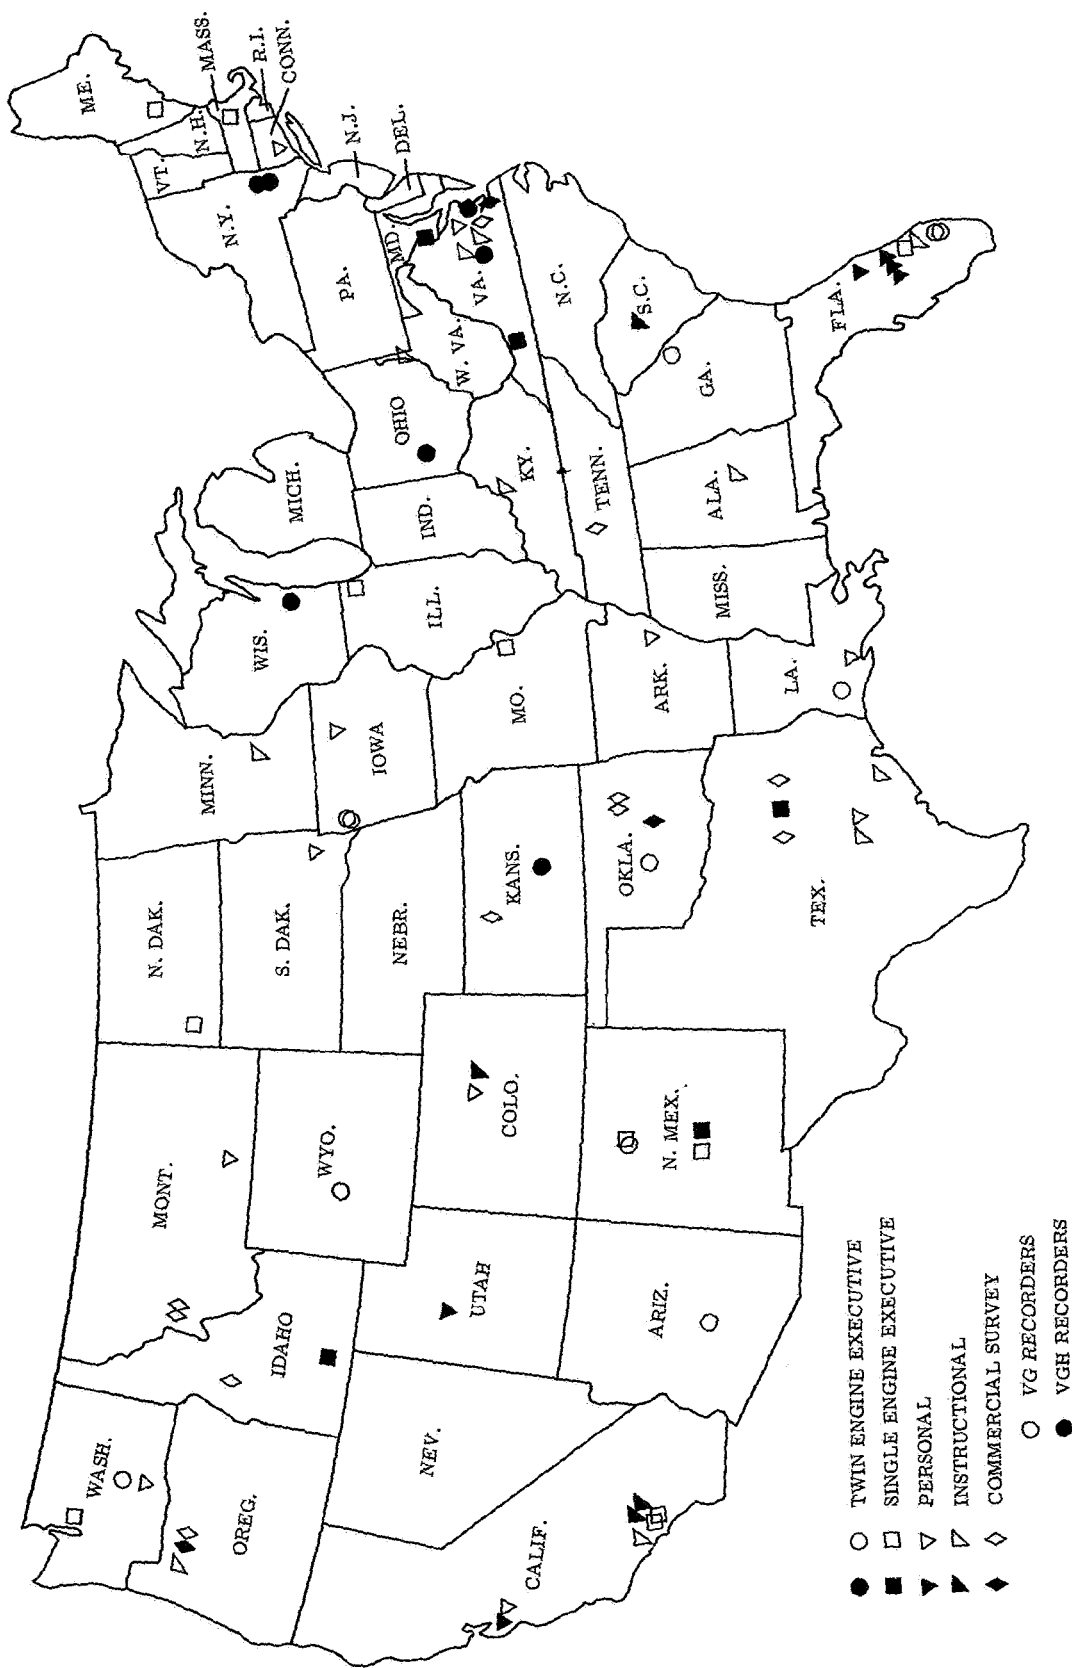 WASH.
OREG.
CALIF.
NEV.
IDAHO
MONT.
WYO.
UTAH
ARIZ.
COLO.
N. MEX.
N. DAK.
S. DAK.
NEBR.
KANS.
OKLA.
TEX.
MINN.
IOWA
MO.
ARK.
LA.
WIS.
ILL.
MISS.
MICH.
IND.
KY.
TENN.
ALA.
OHIO
W. VA.
VA.
N.C.
S.C.
GA.
FLA.
PA.
MD.
N.Y.
VT.
N.H.
ME.
MASS.
R.I.
CONN.
N.J.
DEL.
TWIN ENGINE EXECUTIVE
SINGLE ENGINE EXECUTIVE
PERSONAL
INSTRUCTIONAL
COMMERCIAL SURVEY
VG RECORDERS
VGH RECORDERS